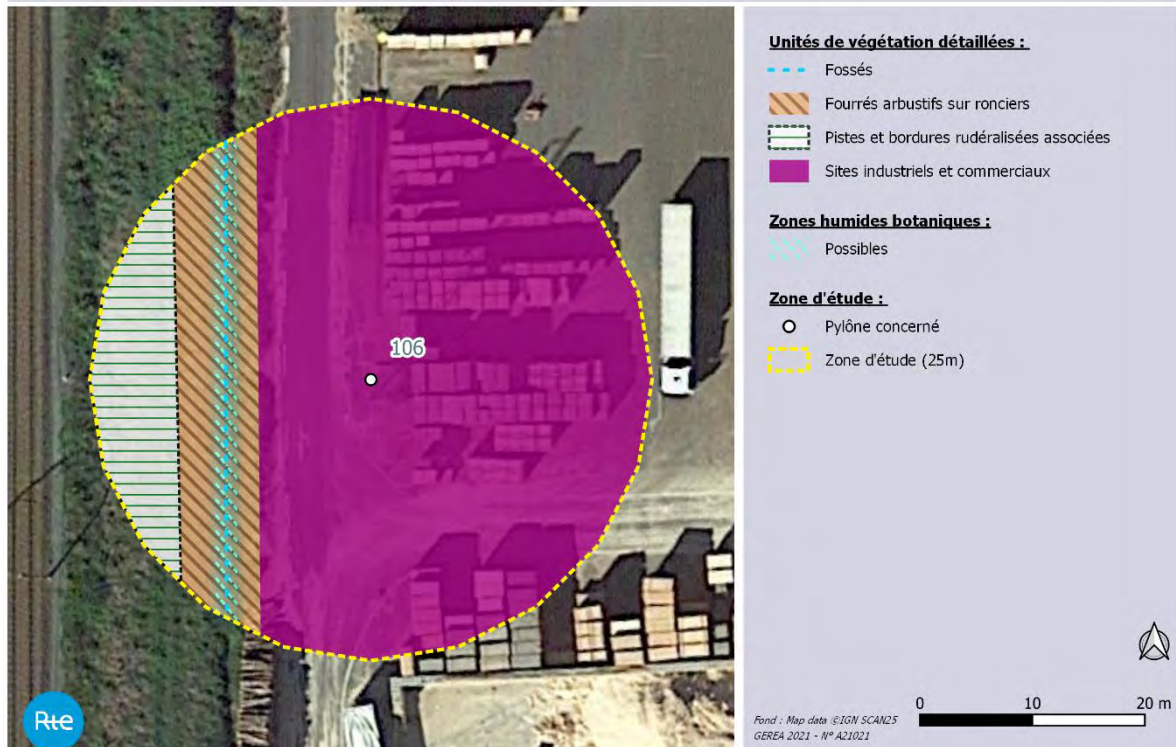 106
Rte
Unités de végétation détaillées :
Fossés
Fourrés arbustifs sur ronciers
Pistes et bordures rudéralisées associées
Sites industriels et commerciaux
Zones humides botaniques :
Possibles
Zone d'étude :
Pylône concerné
Zone d'étude (25m)
0 10 20 m
Fond : Map data ©IGN SCAN25
GEREA 2021 - N° A21021